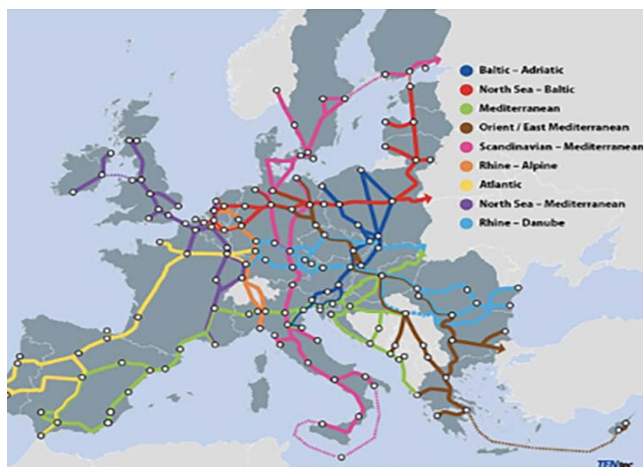 Baltic – Adriatic
North Sea – Baltic
Mediterranean
Orient / East Mediterranean
Scandinavian – Mediterranean
Rhine – Alpine
Atlantic
North Sea – Mediterranean
Rhine – Danube
TENtec